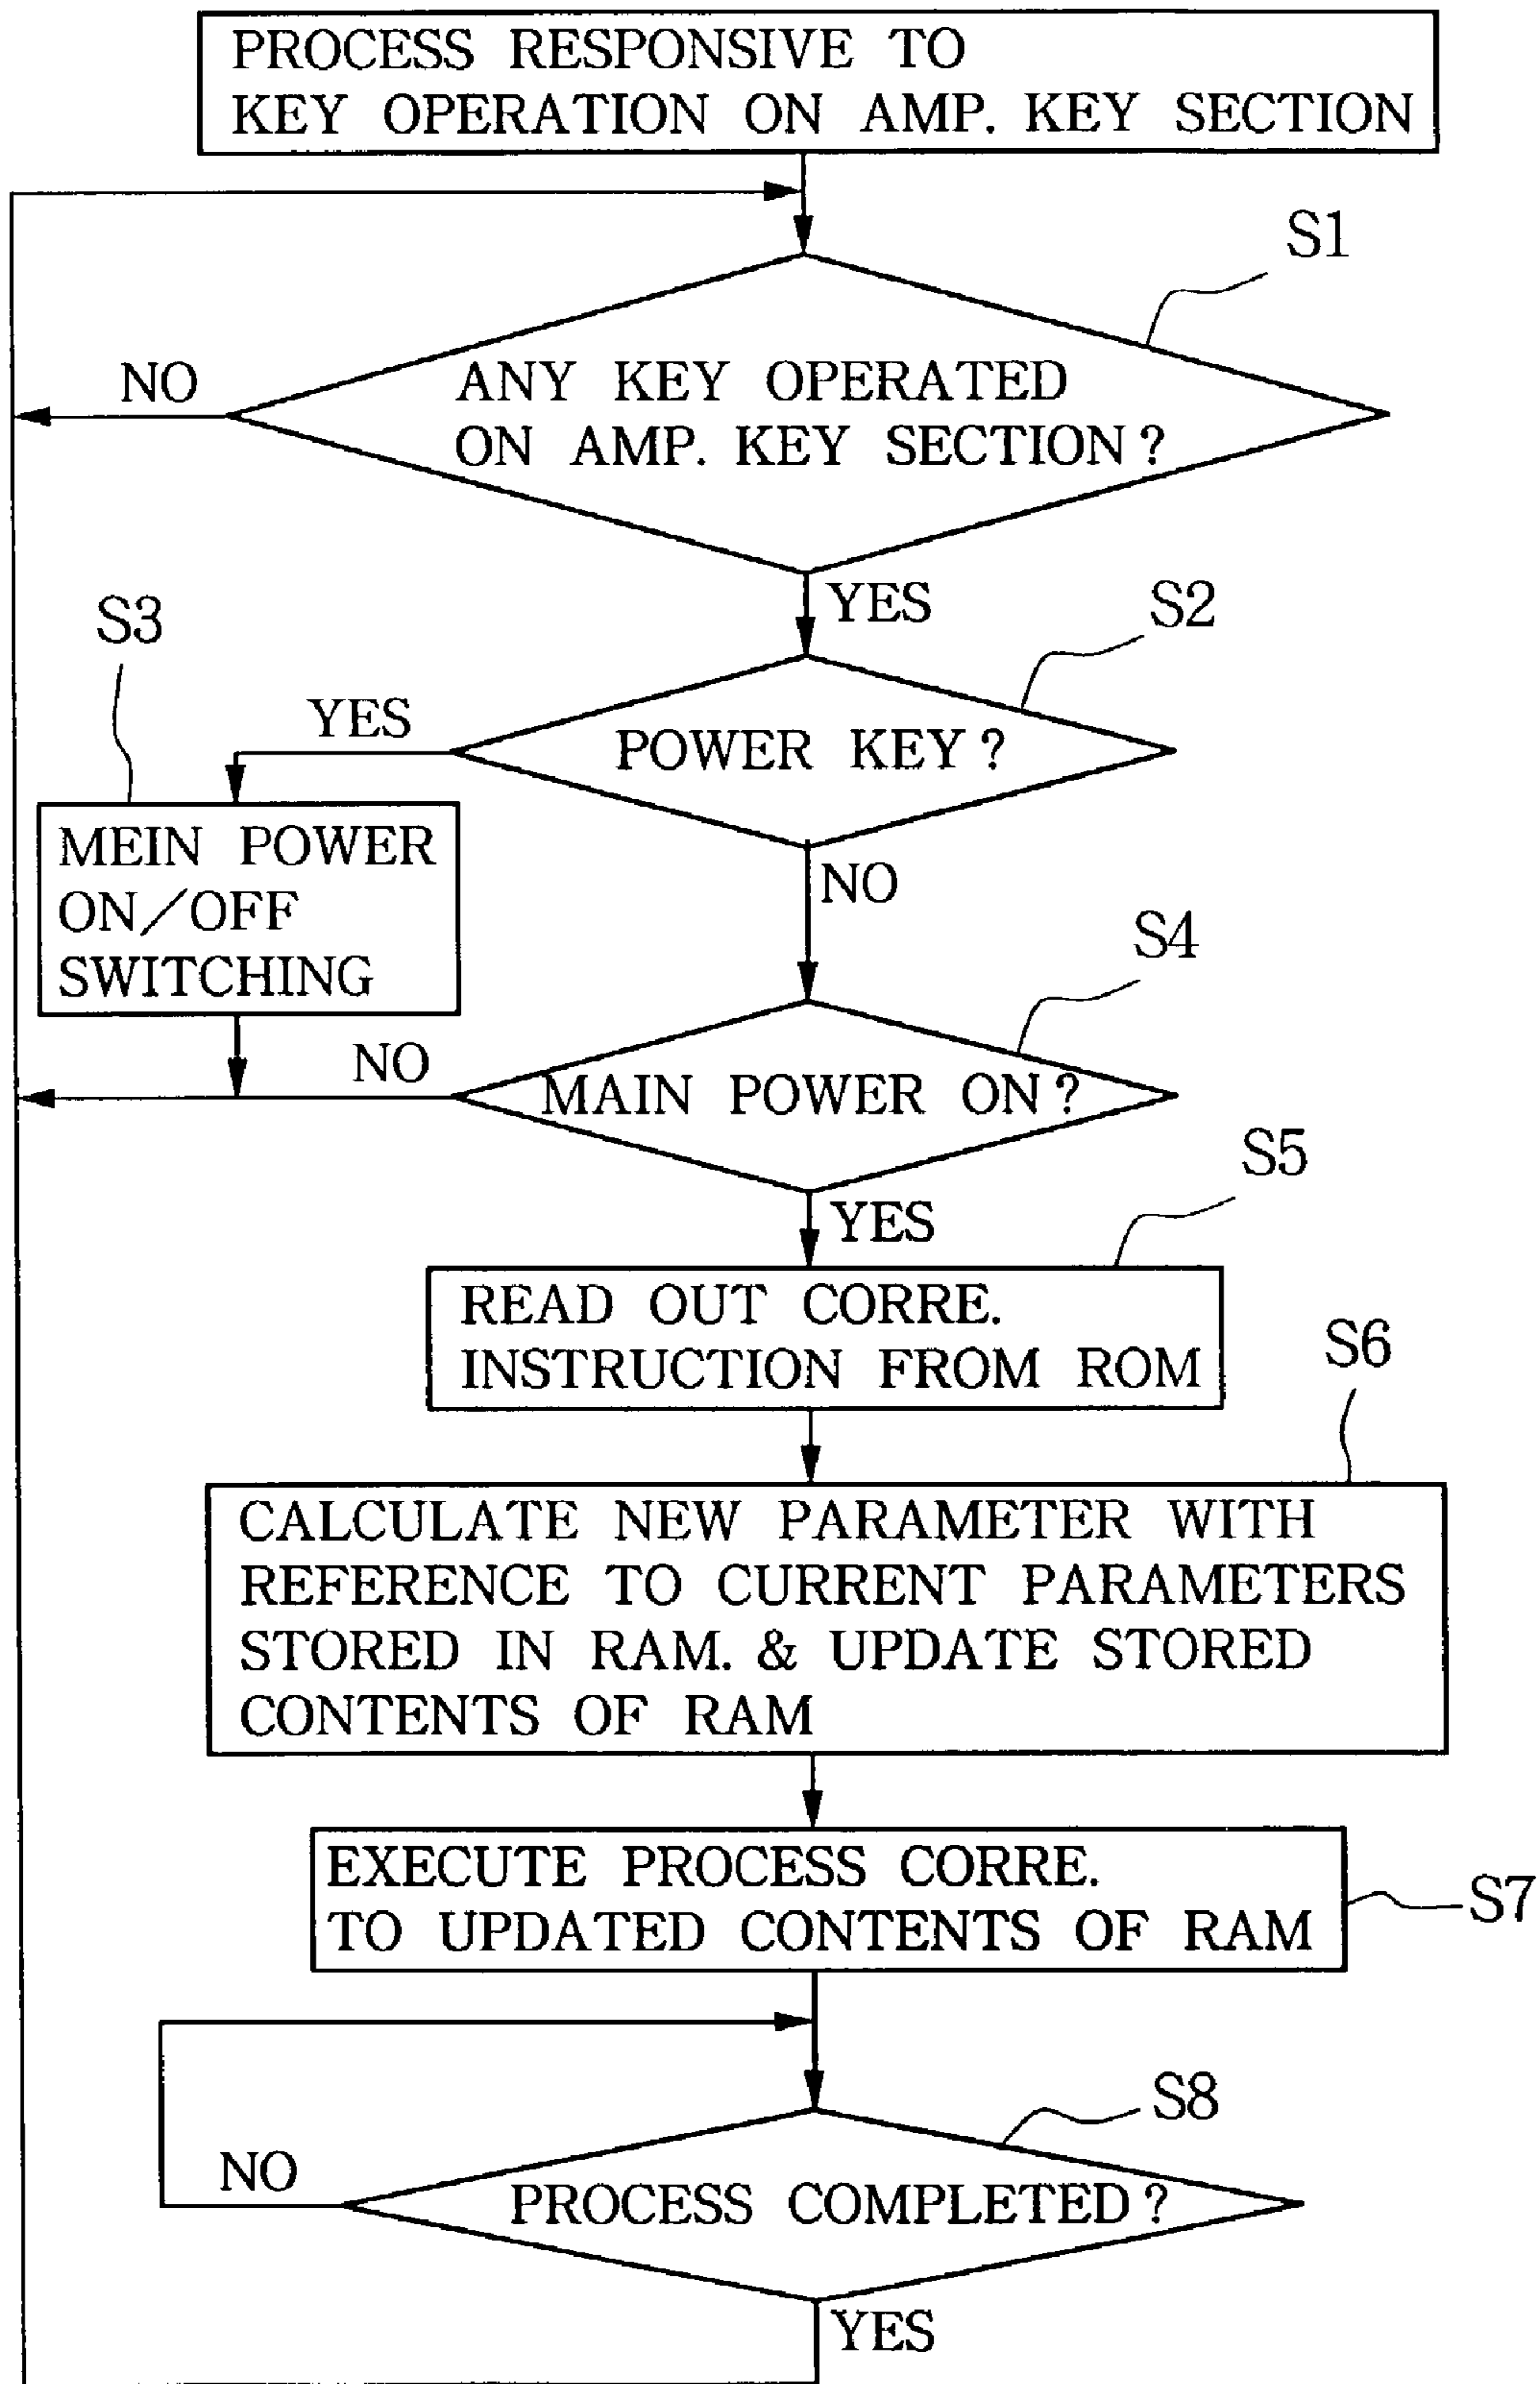 PROCESS RESPONSIVE TO
KEY OPERATION ON AMP. KEY SECTION
S1
NO
ANY KEY OPERATED
ON AMP. KEY SECTION?
YES
S2
S3
YES
POWER KEY?
MEIN POWER
ON/OFF
SWITCHING
NO
S4
NO
MAIN POWER ON?
S5
YES
READ OUT CORRE.
INSTRUCTION FROM ROM
S6
CALCULATE NEW PARAMETER WITH
REFERENCE TO CURRENT PARAMETERS
STORED IN RAM. & UPDATE STORED
CONTENTS OF RAM
EXECUTE PROCESS CORRE.
TO UPDATED CONTENTS OF RAM
S7
S8
NO
PROCESS COMPLETED?
YES